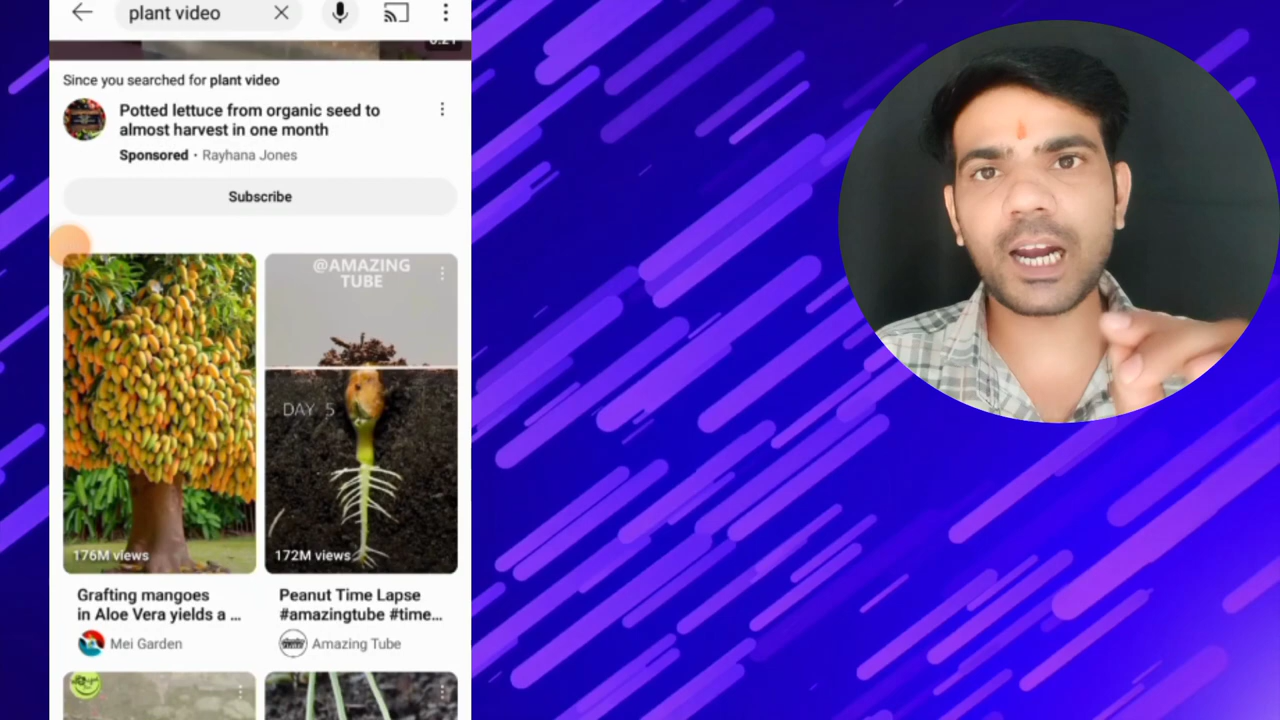 plant video
Since you searched for plant video
Potted lettuce from organic seed to
almost harvest in one month
Sponsored · Rayhana Jones
Subscribe
@AMAZING
TUBE
DAY 5
176M views
172M views
Grafting mangoes
in Aloe Vera yields a ...
Mei Garden
Peanut Time Lapse
#amazingtube #time...
Amazing Tube